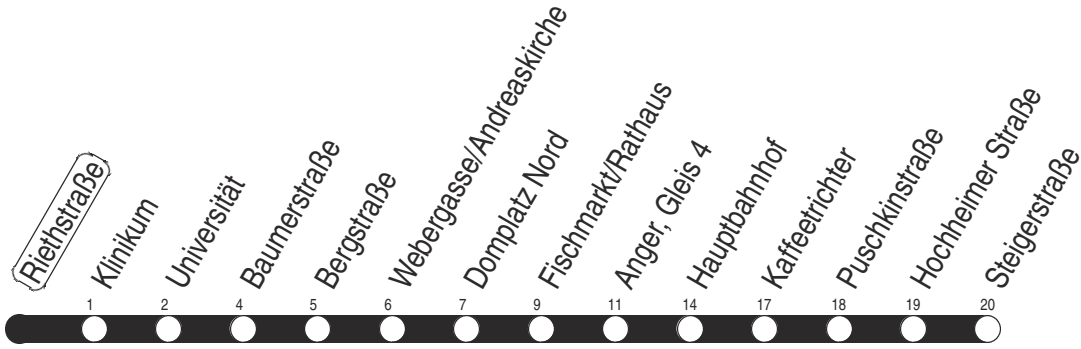 Riethstraße
Klinikum
Universität
Baumerstraße
Bergstraße
Webergasse/Andreaskirche
Domplatz Nord
Fischmarkt/Rathaus
Anger, Gleis 4
Hauptbahnhof
Kaffeetrichter
Puschkinstraße
Hochheimer Straße
Steigerstraße
1 2 4 5 6 7 9 11 14 17 18 19 20